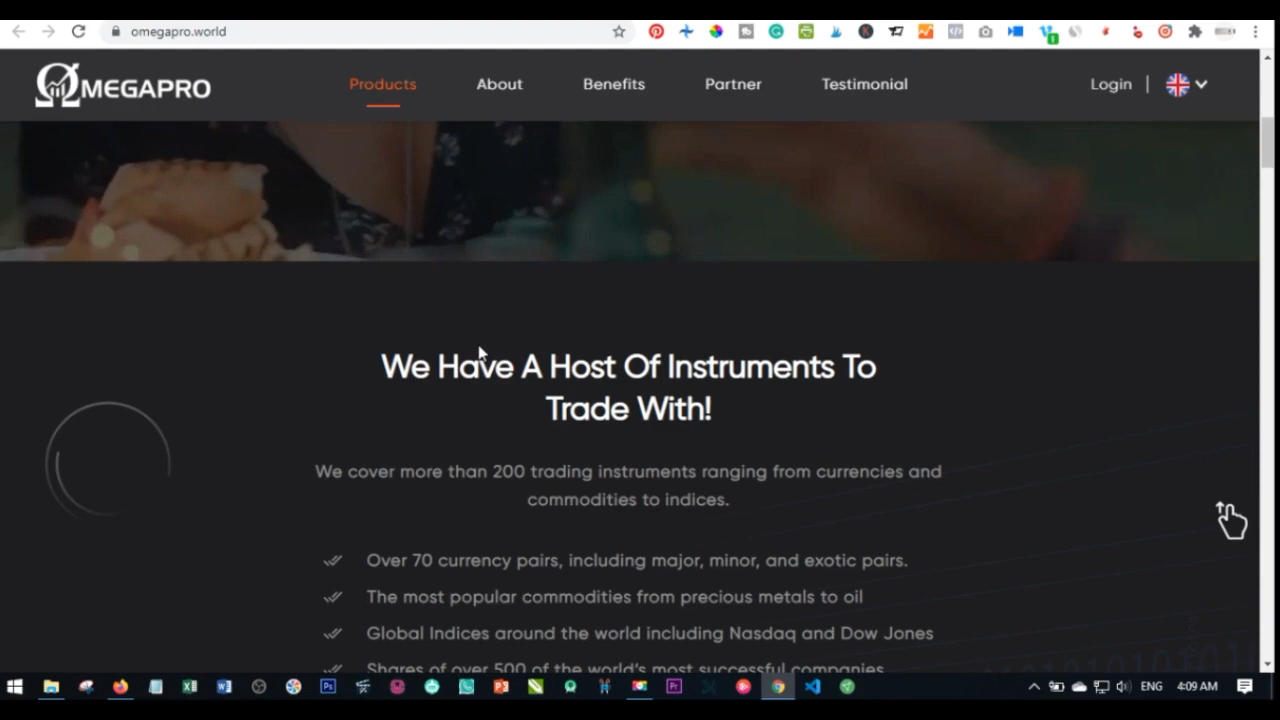 omegapro.world
ΩMEGAPRO
Products
About
Benefits
Partner
Testimonial
Login
We Have A Host Of Instruments To
Trade With!
We cover more than 200 trading instruments ranging from currencies and
commodities to indices.
Over 70 currency pairs, including major, minor, and exotic pairs.
The most popular commodities from precious metals to oil
Global Indices around the world including Nasdaq and Dow Jones
Shares of over 500 of the world's most successful companies
ENG
4:09 AM